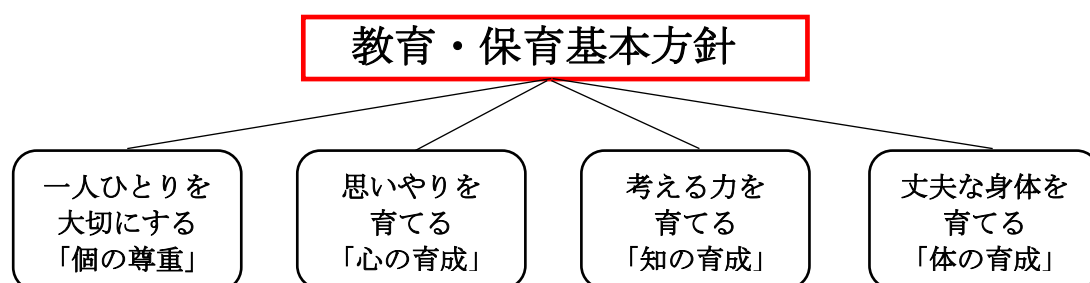 教育・保育基本方針
一人ひとりを
大切にする
「個の尊重」
思いやりを
育てる
「心の育成」
考える力を
育てる
「知の育成」
丈夫な身体を
育てる
「体の育成」